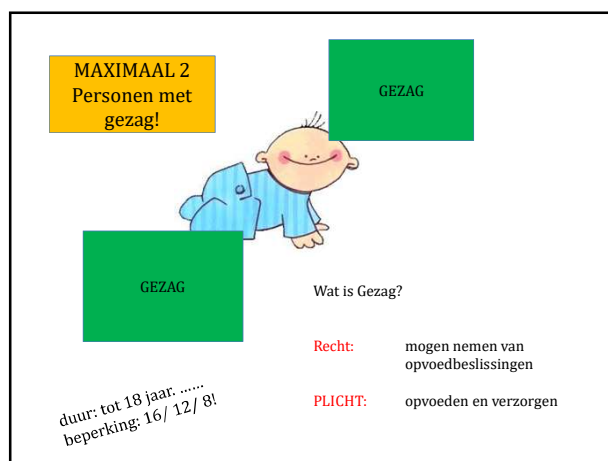 MAXIMAAL 2
Personen met
gezag!
GEZAG
GEZAG
Wat is Gezag?
Recht: mogen nemen van
opvoedbeslissingen
PLICHT: opvoeden en verzorgen
duur: tot 18 jaar. ......
beperking: 16/ 12/ 8!